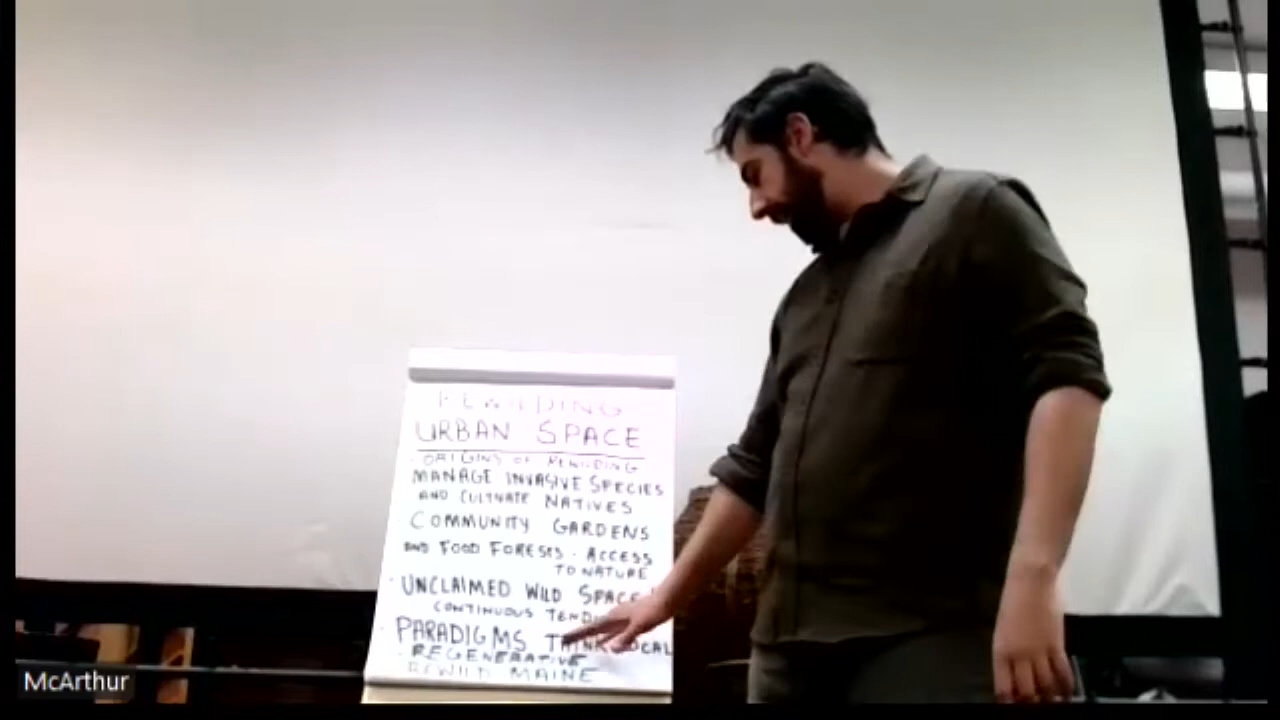 REWILDING
URBAN SPACE
· ORIGINS OF REWILDING
MANAGE INVASIVE SPECIES
AND CULTIVATE NATIVES
· COMMUNITY GARDENS
AND FOOD FORESTS · ACCESS
TO NATURE
· UNCLAIMED WILD SPACE
CONTINUOUS
· PARADIGMS THINK LOCAL
· REGENERATIVE
REWILD MAINE
McArthur